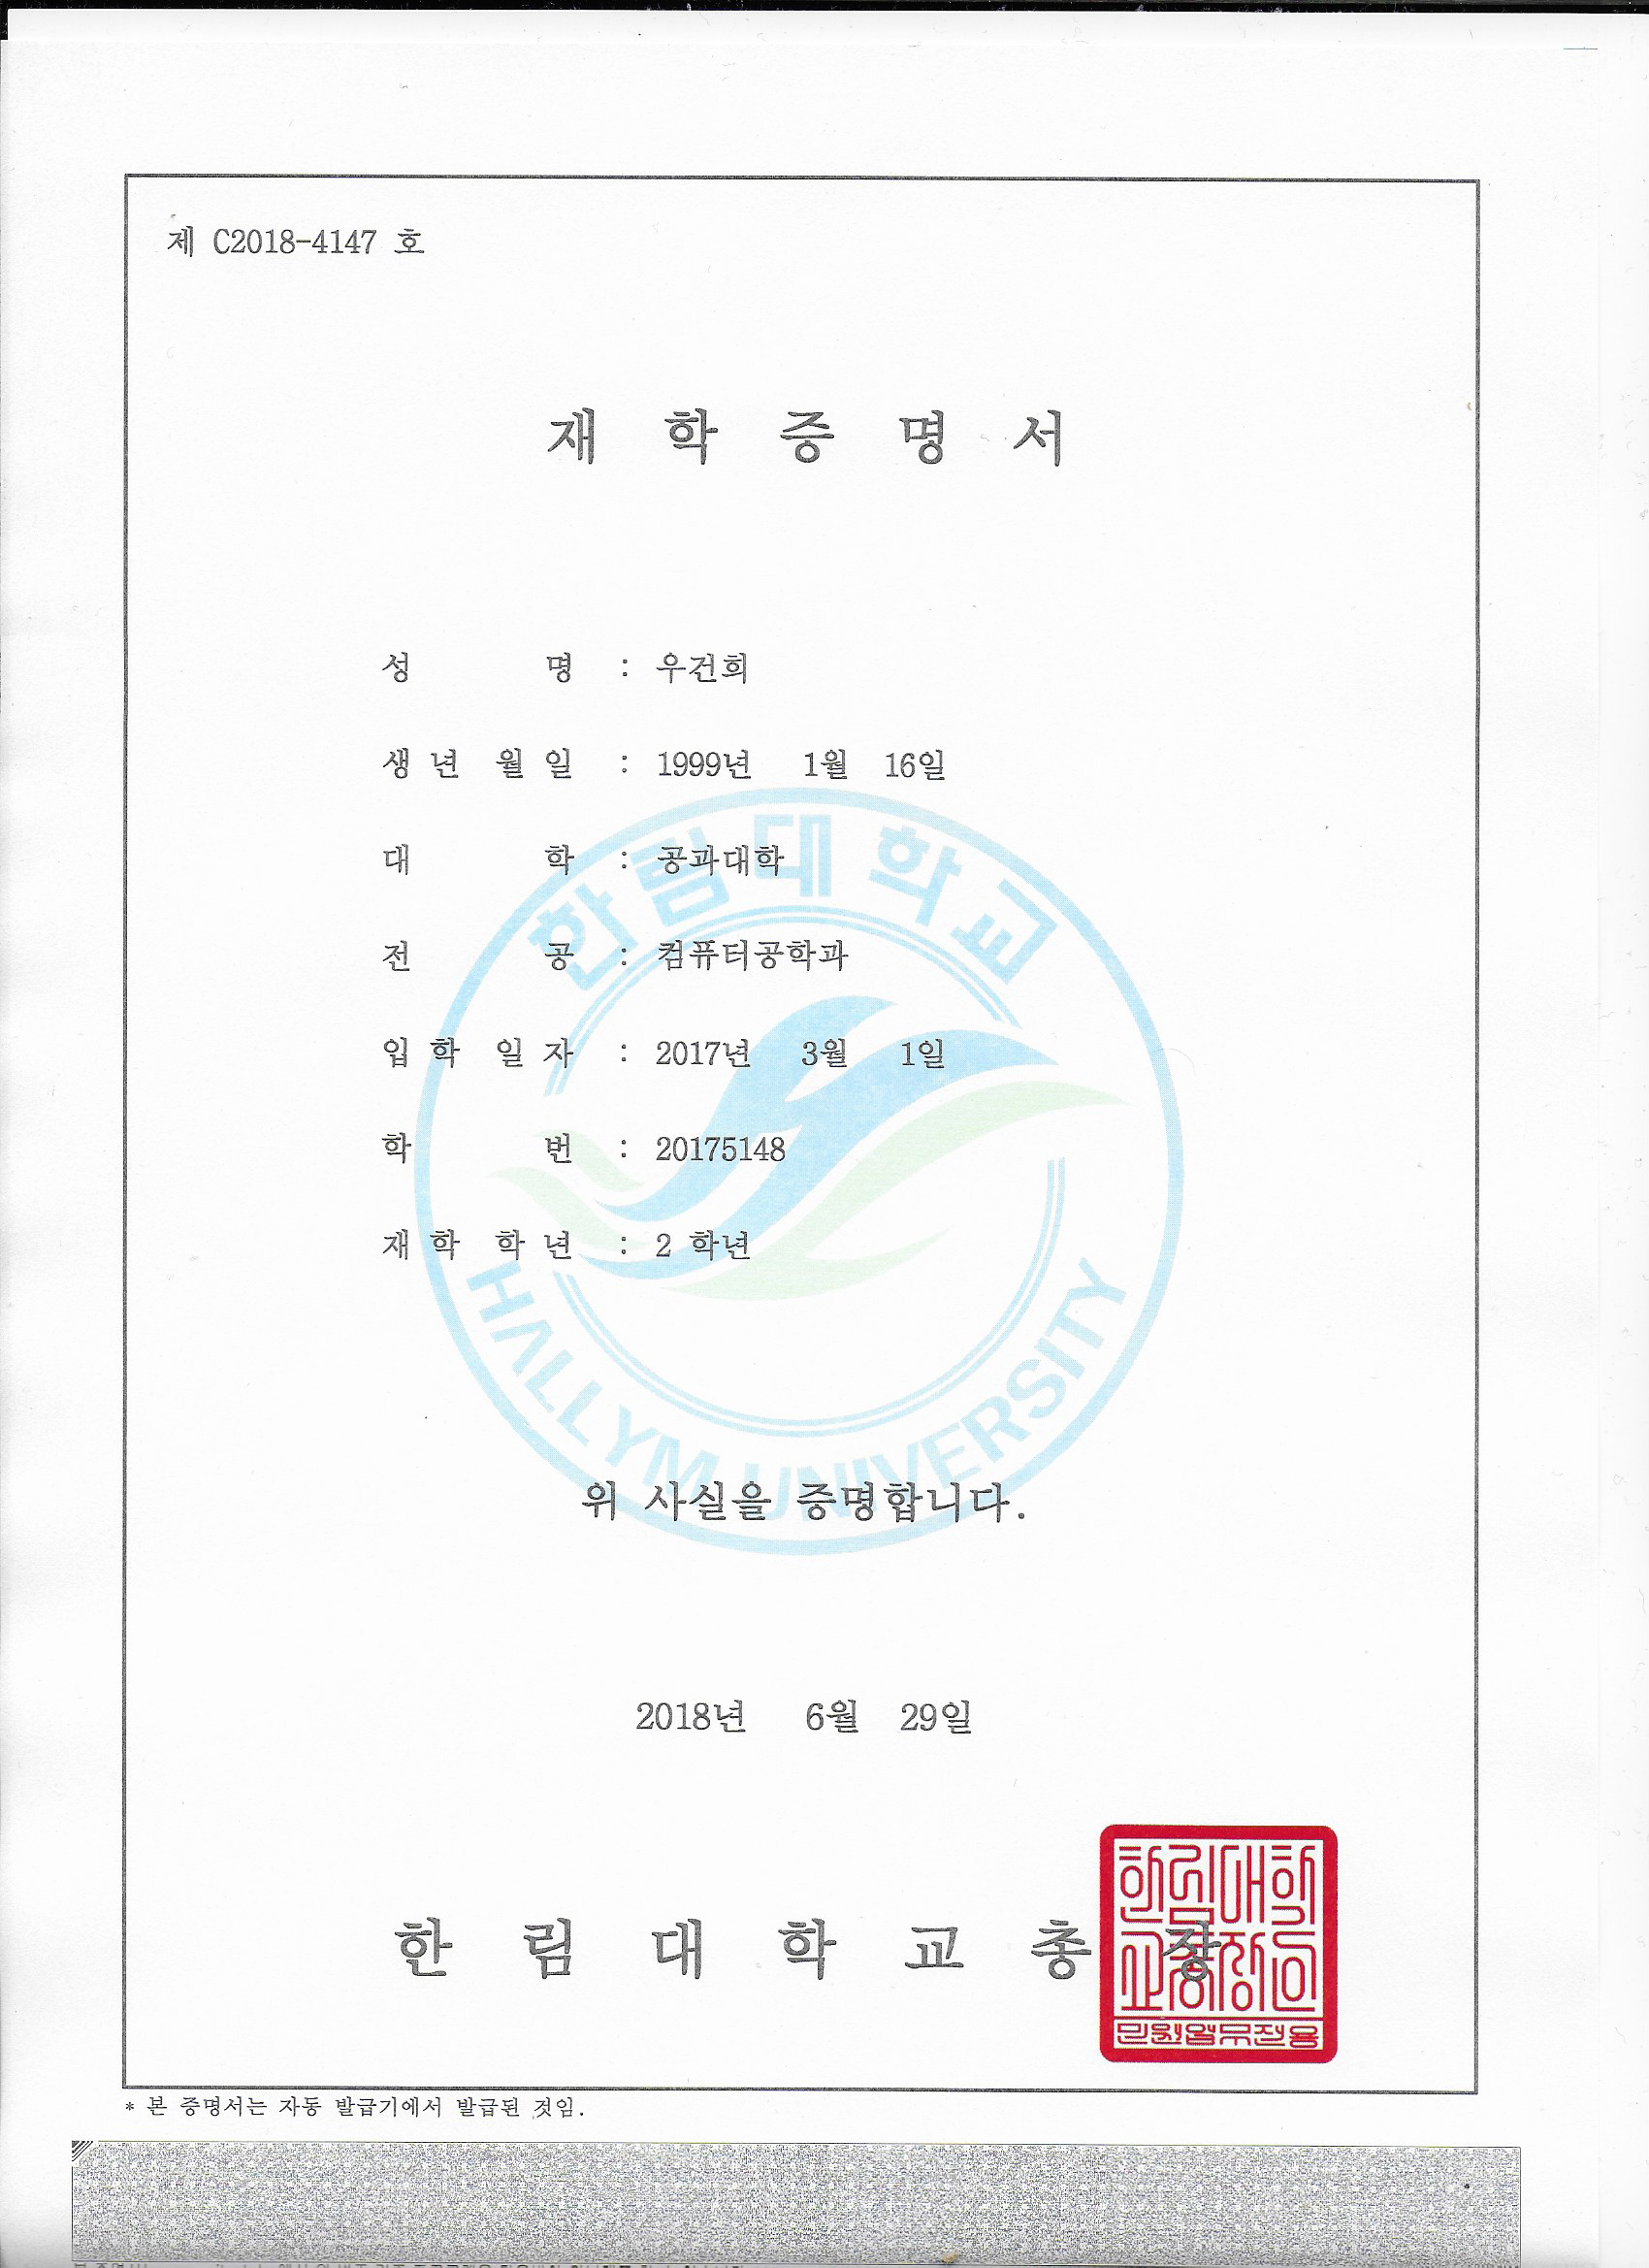 제 C2018-4147 호
재 학 증 명 서
성 명 : 우건희
생 년 월 일 : 1999년 1월 16일
대 학 : 공과대학
전 공 : 컴퓨터공학과
입 학 일 자 : 2017년 3월 1일
학 번 : 20175148
재 학 학 년 : 2 학년
한림대학교
HALLYM UNIVERSITY
위 사실을 증명합니다.
2018년 6월 29일
한 림 대 학 교 총 장
한림대학
교총장의
민원업무전용
* 본 증명서는 자동 발급기에서 발급된 것임.